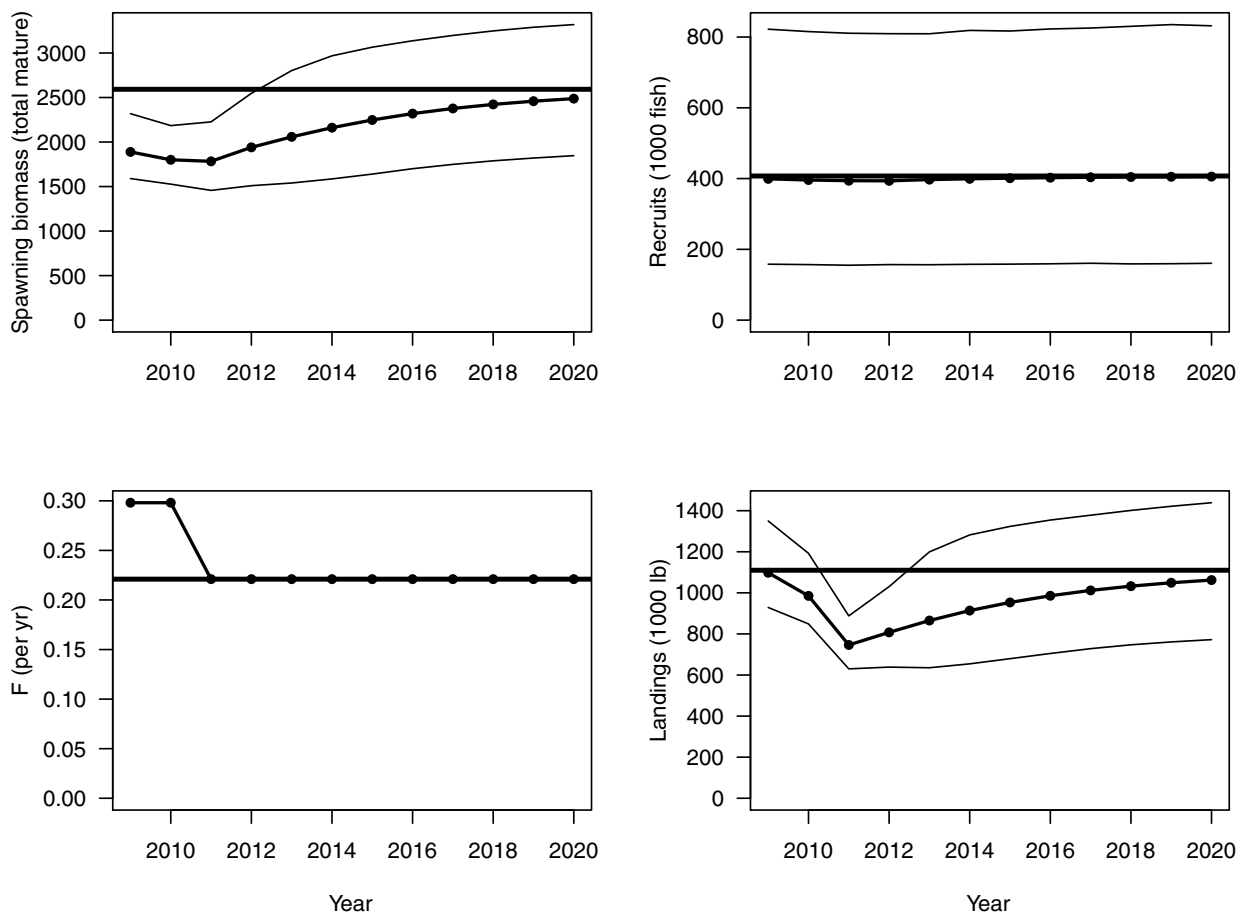 Spawning biomass (total mature)
3000
2500
2000
1500
1000
500
0
2010 2012 2014 2016 2018 2020
Recruits (1000 fish)
800
600
400
200
0
2010 2012 2014 2016 2018 2020
F (per yr)
0.30
0.25
0.20
0.15
0.10
0.05
0.00
2010 2012 2014 2016 2018 2020
Year
Landings (1000 lb)
1400
1200
1000
800
600
400
200
0
2010 2012 2014 2016 2018 2020
Year